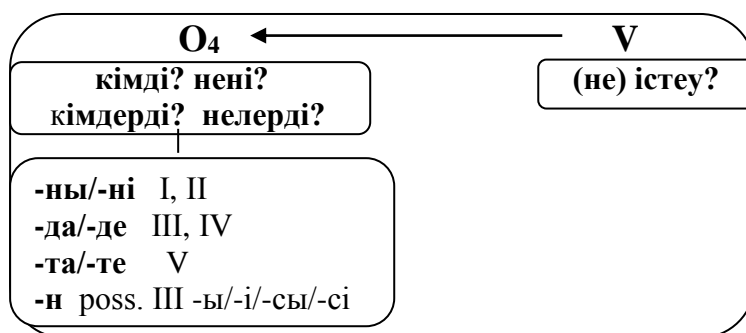 O4 V
кімді? нені?
кімдерді? нелерді?
(не) істеу?
-ны/-ні I, II
-да/-де III, IV
-та/-те V
-н poss. III -ы/-і/-сы/-сі